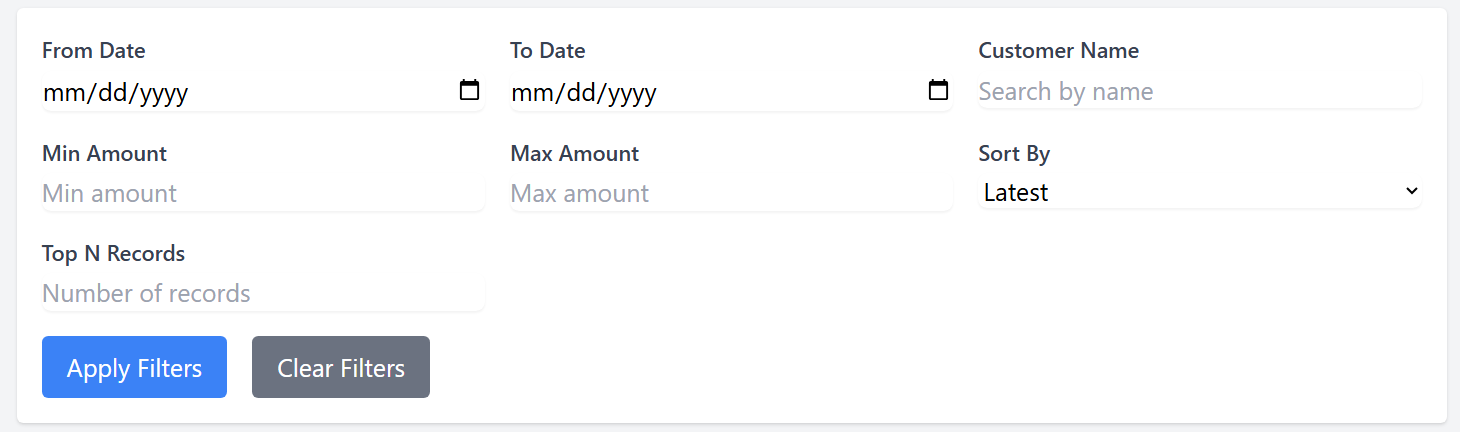 From Date
To Date
Customer Name
mm/dd/yyyy
mm/dd/yyyy
Search by name
Min Amount
Max Amount
Sort By
Min amount
Max amount
Latest
Top N Records
Number of records
Apply Filters
Clear Filters